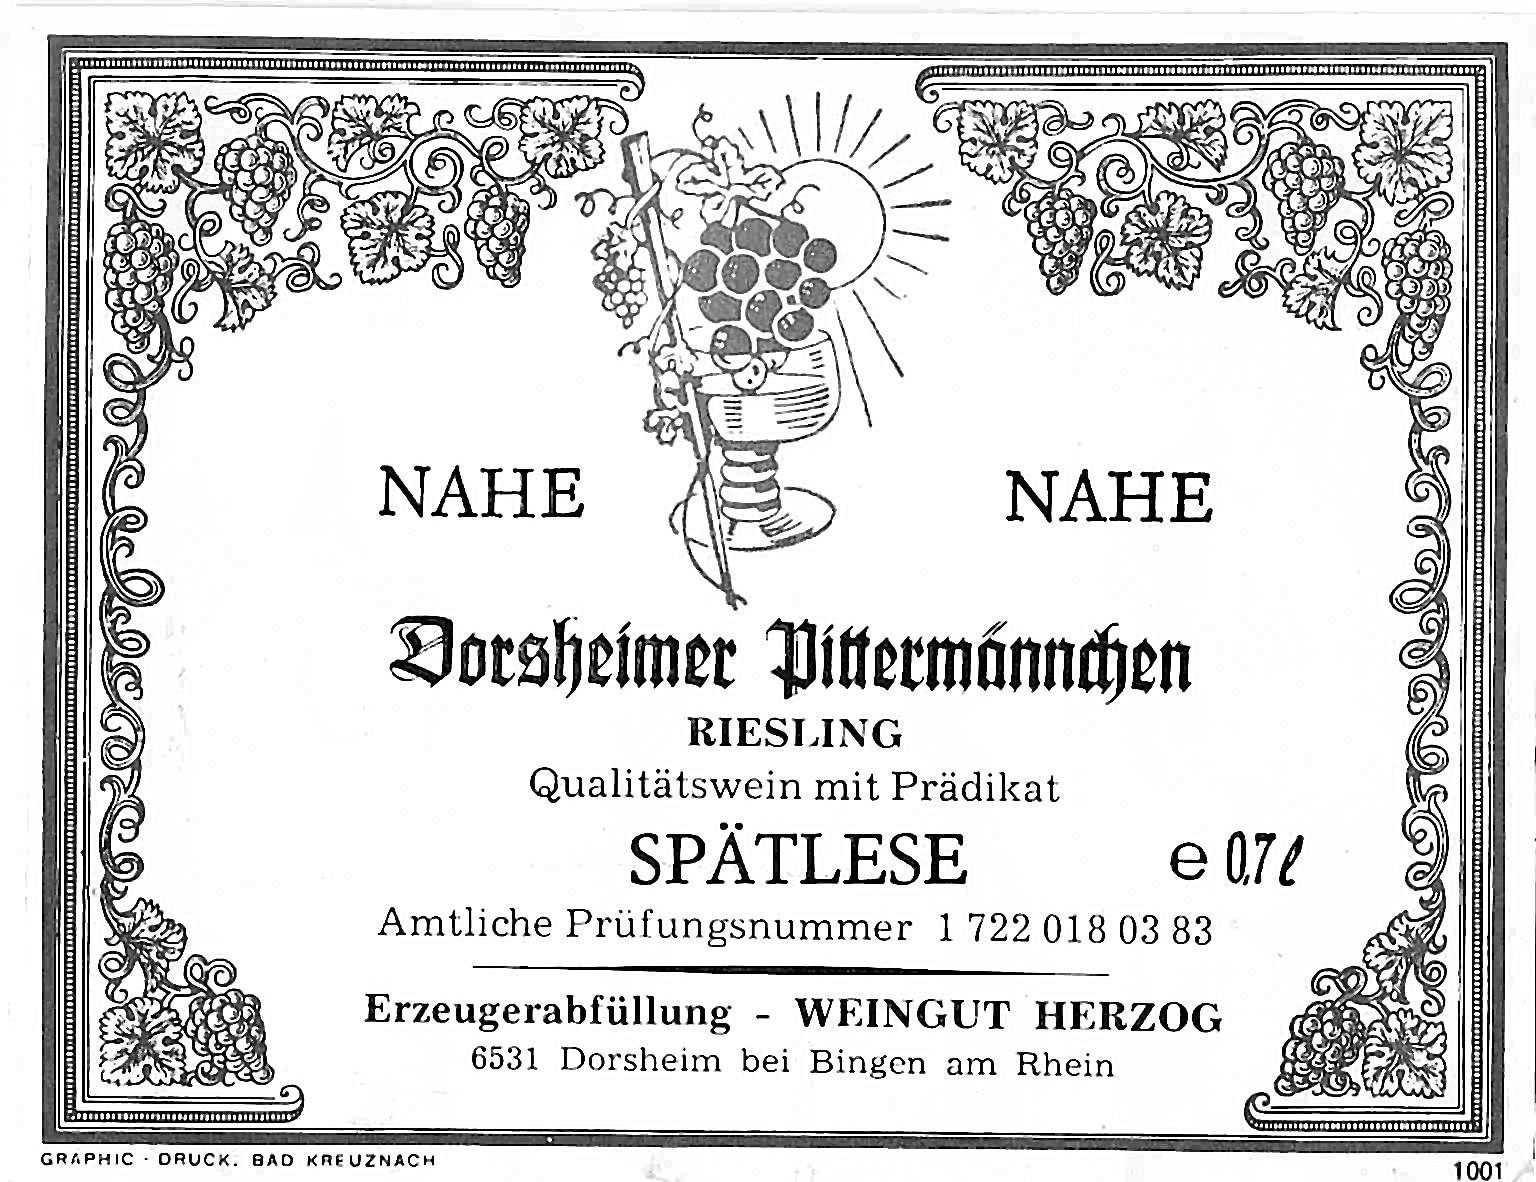 NAHE NAHE
Dorsheimer Pittermännchen
RIESLING
Qualitätswein mit Prädikat
SPÄTLESE e 0,7 l
Amtliche Prüfungsnummer 1 722 018 03 83
Erzeugerabfüllung - WEINGUT HERZOG
6531 Dorsheim bei Bingen am Rhein
GRAPHIC · DRUCK. BAD KREUZNACH 1001